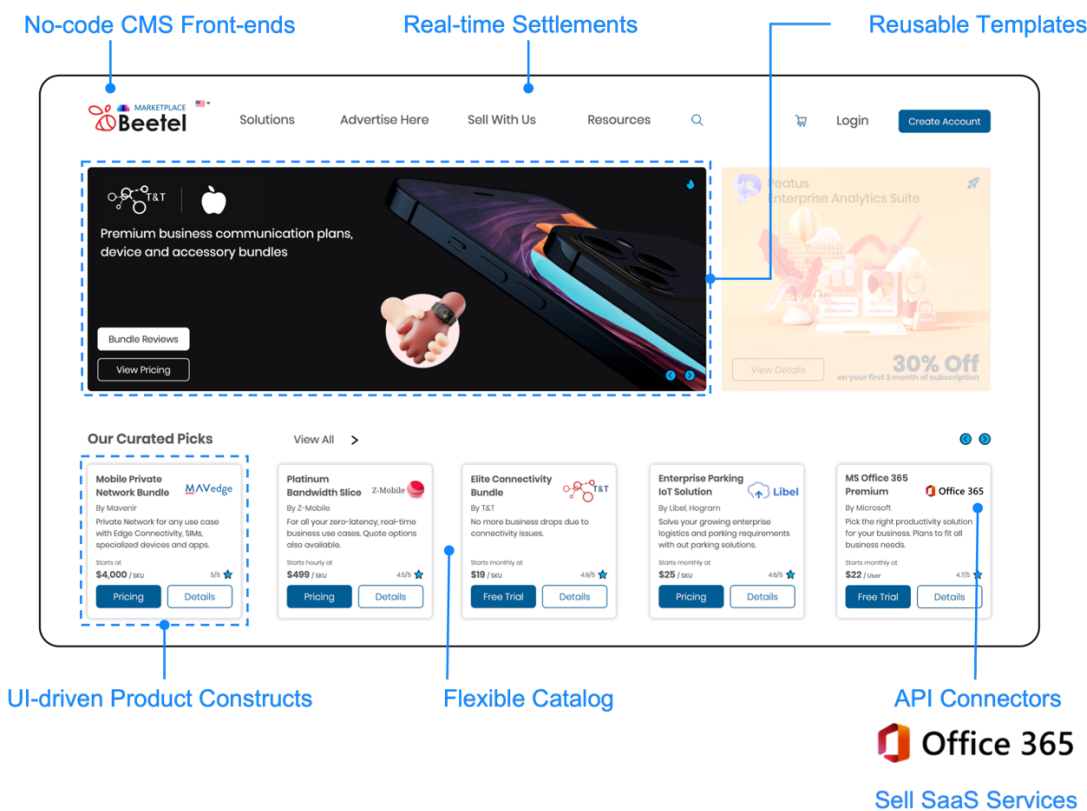 No-code CMS Front-ends
Real-time Settlements
Reusable Templates
MARKETPLACE
Beetel
Solutions
Advertise Here
Sell With Us
Resources
Login
Create Account
T&T
Premium business communication plans,
device and accessory bundles
Bundle Reviews
View Pricing
Peatus
Enterprise Analytics Suite
View Details
30% Off
on your first 3 month of subscription
Our Curated Picks
View All >
Mobile Private
Network Bundle
MAVedge
By Mavenir
Private Network for any use case
with Edge Connectivity, SIMs,
specialized devices and apps.
Starts at
$4,000 / SKU
5/5
Pricing
Details
Platinum
Bandwidth Slice
Z-Mobile
By Z-Mobile
For all your zero-latency, real-time
business use cases. Quote options
also available.
Starts hourly at
$499 / SKU
4.5/5
Pricing
Details
Elite Connectivity
Bundle
T&T
By T&T
No more business drops due to
connectivity issues.
Starts monthly at
$19 / SKU
4.9/5
Free Trial
Details
Enterprise Parking
IoT Solution
Libel
By Libel, Hogram
Solve your growing enterprise
logistics and parking requirements
with out parking solutions.
Starts monthly at
$25 / SKU
4.6/5
Pricing
Details
MS Office 365
Premium
Office 365
By Microsoft
Pick the right productivity solution
for your business. Plans to fit all
business needs.
Starts monthly at
$22 / User
4.7/5
Free Trial
Details
UI-driven Product Constructs
Flexible Catalog
API Connectors
Office 365
Sell SaaS Services